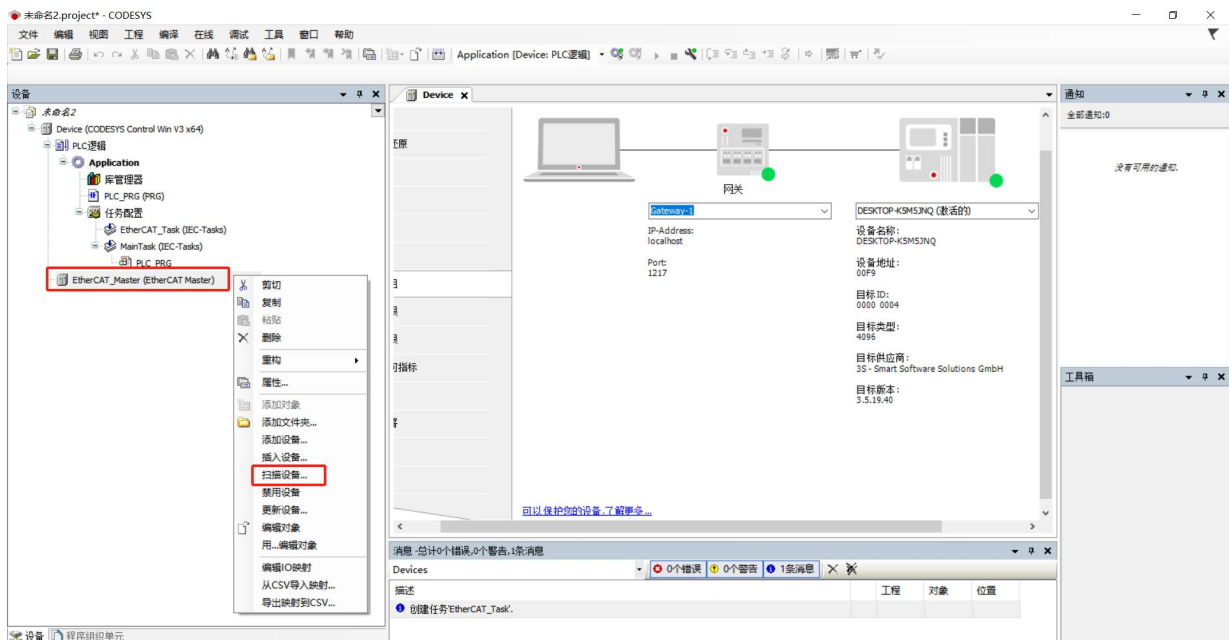 未命名2.project* - CODESYS
文件 编辑 视图 工程 编译 在线 调试 工具 窗口 帮助
Application [Device: PLC逻辑]
设备
未命名2
Device (CODESYS Control Win V3 x64)
PLC逻辑
Application
库管理器
PLC_PRG (PRG)
任务配置
EtherCAT_Task (IEC-Tasks)
MainTask (IEC-Tasks)
PLC_PRG
EtherCAT_Master (EtherCAT Master)
剪切
复制
粘贴
删除
重构
属性...
添加对象
添加文件夹...
添加设备...
插入设备...
扫描设备...
禁用设备
更新设备...
编辑对象
用...编辑对象
编辑IO映射
从CSV导入映射...
导出映射到CSV...
设备 程序组织单元
Device
网关
Gateway-1
IP-Address:
localhost
Port:
1217
DESKTOP-K5M5JNQ (激活的)
设备名称:
DESKTOP-K5M5JNQ
设备地址:
00F9
目标ID:
0000 0004
目标类型:
4096
目标供应商:
3S - Smart Software Solutions GmbH
目标版本:
3.5.19.40
可以保护您的设备.了解更多...
消息 -总计0个错误,0个警告,1条消息
Devices 0个错误 0个警告 1条消息
描述 工程 对象 位置
创建任务'EtherCAT_Task'.
通知
全部通知:0
没有可用的通知.
工具箱